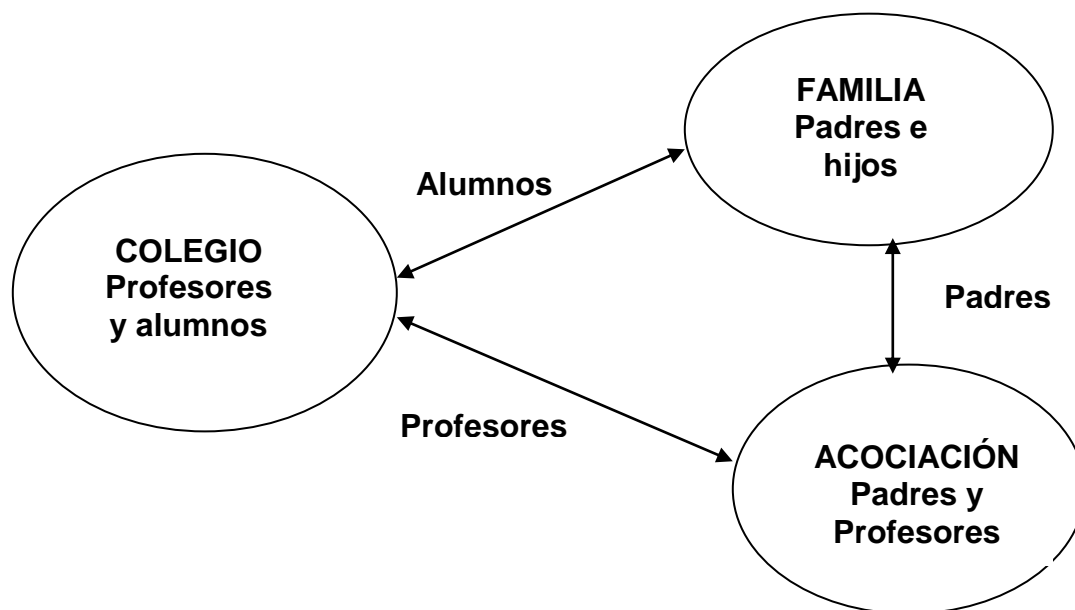 FAMILIA
Padres e
hijos
Alumnos
COLEGIO
Profesores
y alumnos
Padres
Profesores
ACOCIACIÓN
Padres y
Profesores